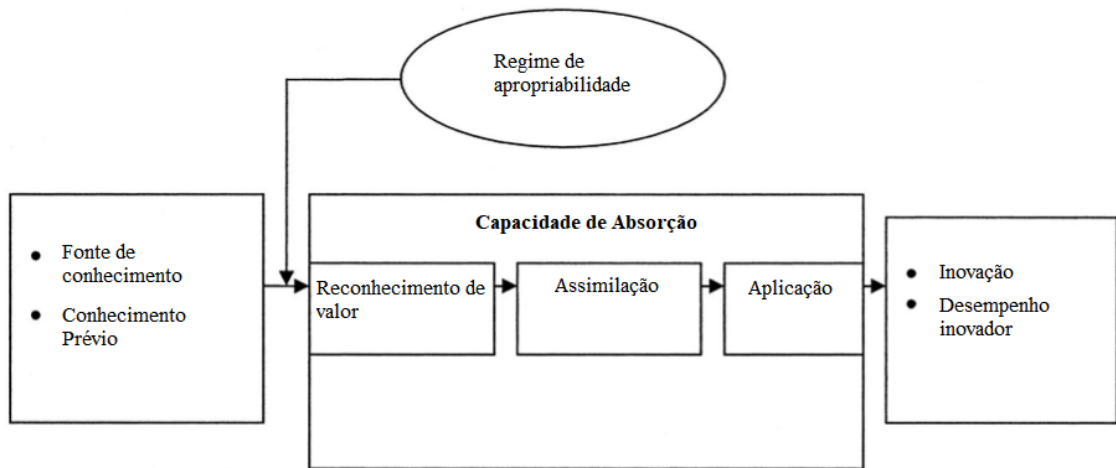 Regime de
apropriabilidade
Capacidade de Absorção
Fonte de
conhecimento
Conhecimento
Prévio
Reconhecimento de
valor
Assimilação
Aplicação
Inovação
Desempenho
inovador